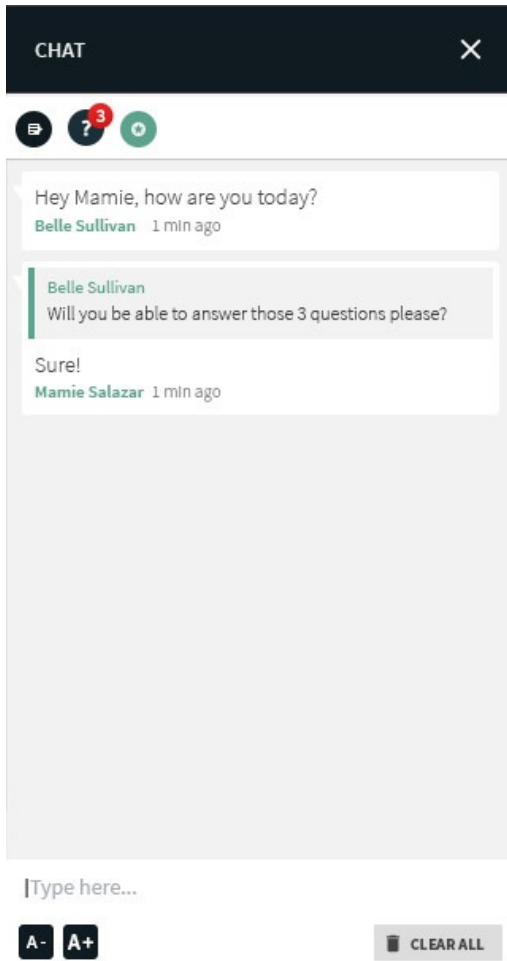 CHAT
3
?
Hey Mamie, how are you today?
Belle Sullivan 1 min ago
Belle Sullivan
Will you be able to answer those 3 questions please?
Sure!
Mamie Salazar 1 min ago
Type here...
A- A+ CLEAR ALL